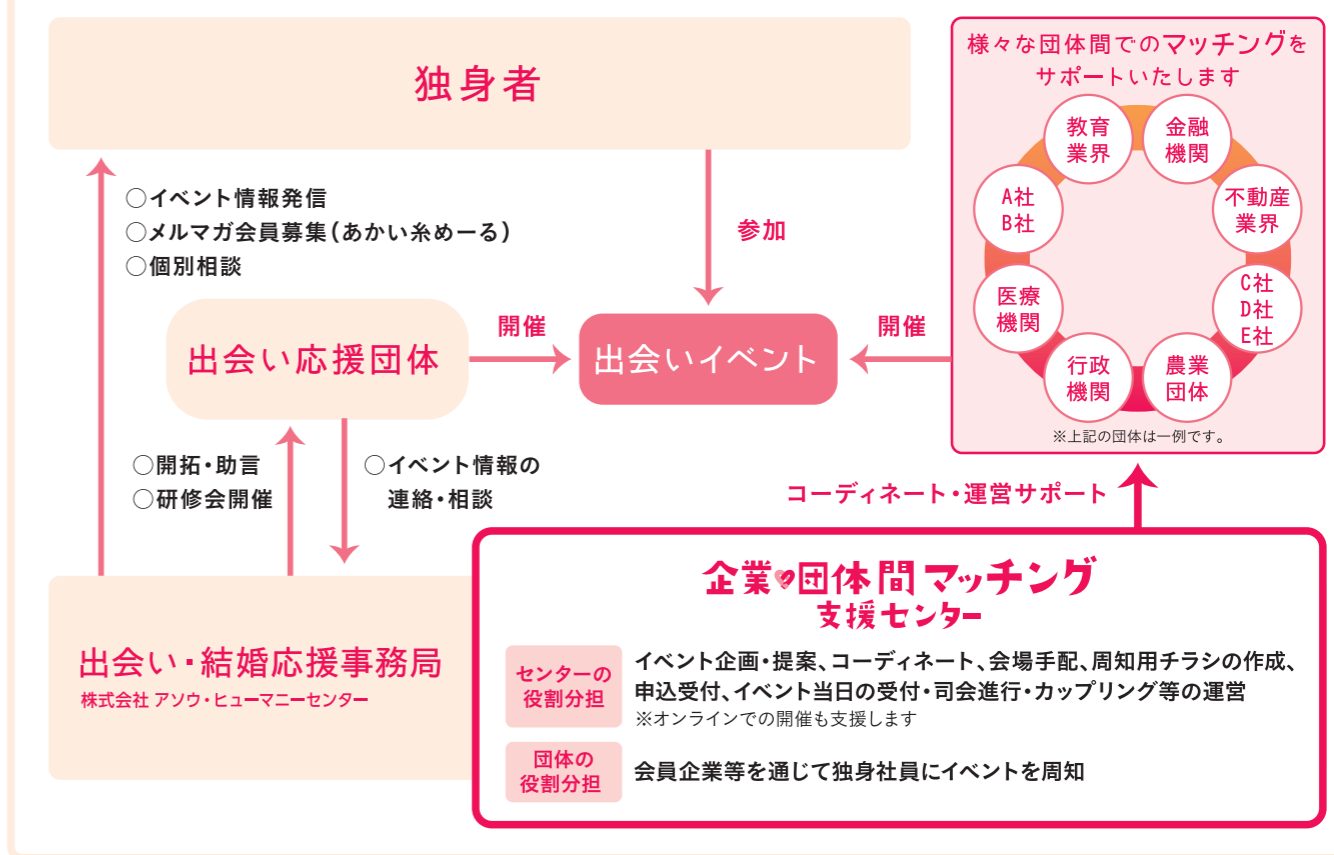 独身者
○イベント情報発信
○メルマガ会員募集(あかい糸めーる)
○個別相談
参加
様々な団体間でのマッチングを
サポートいたします
教育
業界
金融
機関
A社
B社
不動産
業界
医療
機関
C社
D社
E社
行政
機関
農業
団体
※上記の団体は一例です。
出会い応援団体
開催
出会いイベント
開催
○開拓・助言
○研修会開催
○イベント情報の
連絡・相談
コーディネート・運営サポート
出会い・結婚応援事務局
株式会社 アソウ・ヒューマニーセンター
企業団体間マッチング
支援センター
センターの
役割分担
イベント企画・提案、コーディネート、会場手配、周知用チラシの作成、
申込受付、イベント当日の受付・司会進行・カップリング等の運営
※オンラインでの開催も支援します
団体の
役割分担
会員企業等を通じて独身社員にイベントを周知